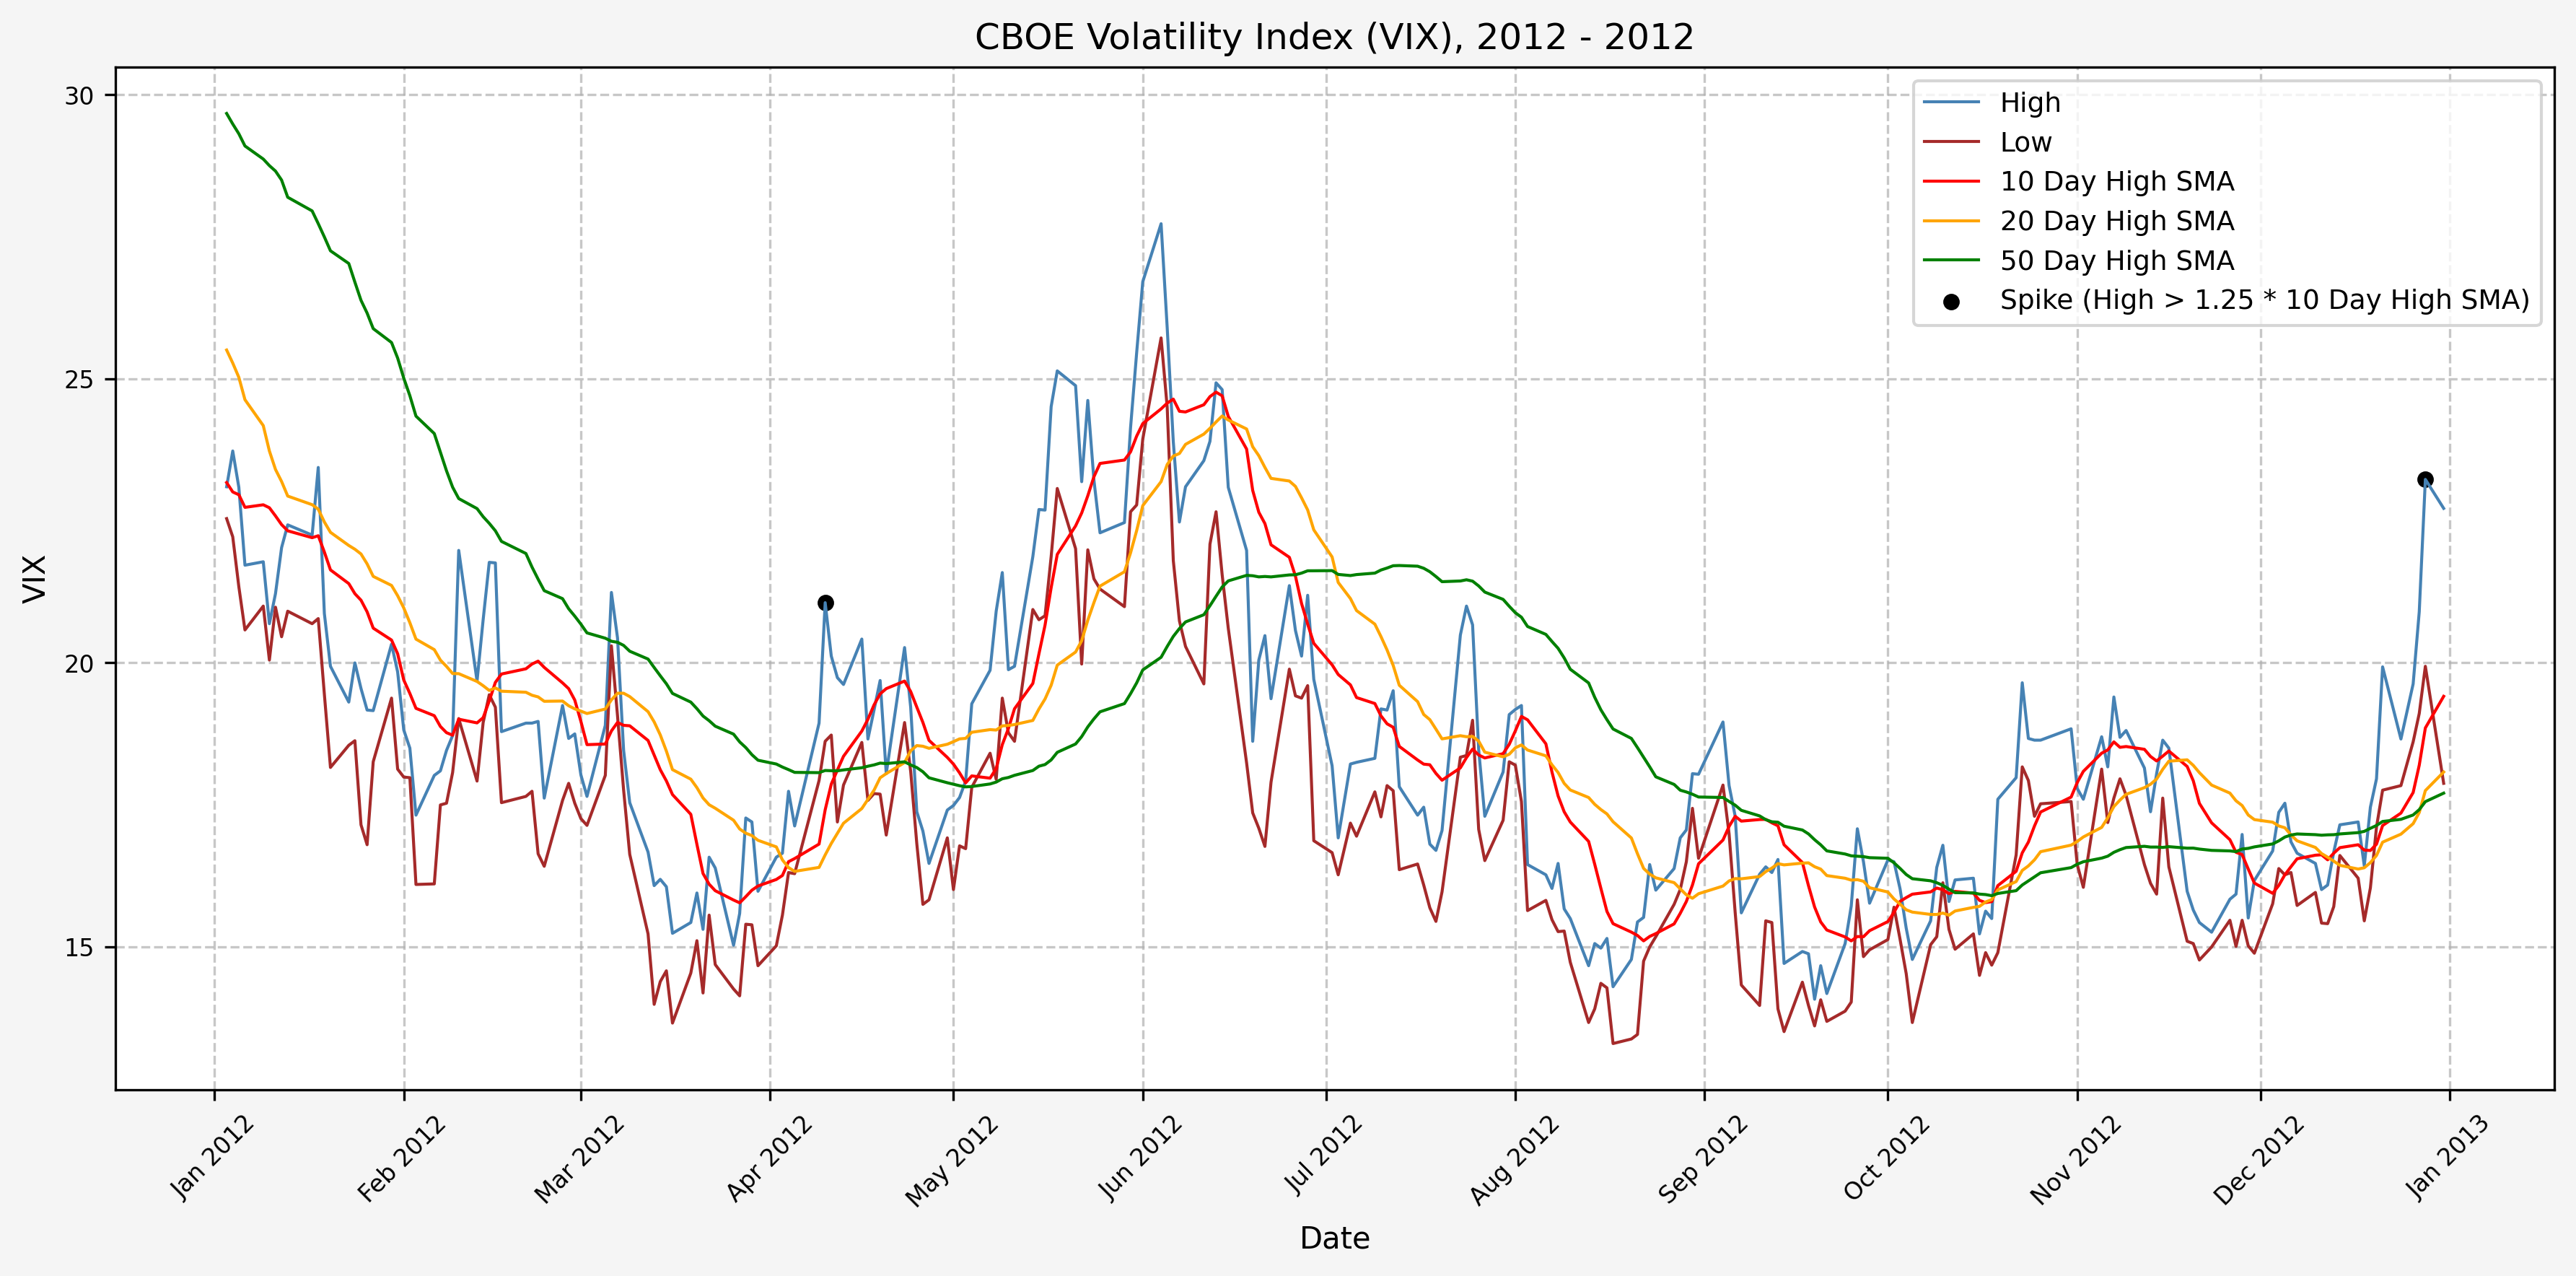 CBOE Volatility Index (VIX), 2012 - 2012
High
Low
10 Day High SMA
20 Day High SMA
50 Day High SMA
Spike (High > 1.25 * 10 Day High SMA)
VIX
30
25
20
15
Jan 2012
Feb 2012
Mar 2012
Apr 2012
May 2012
Jun 2012
Jul 2012
Aug 2012
Sep 2012
Oct 2012
Nov 2012
Dec 2012
Jan 2013
Date